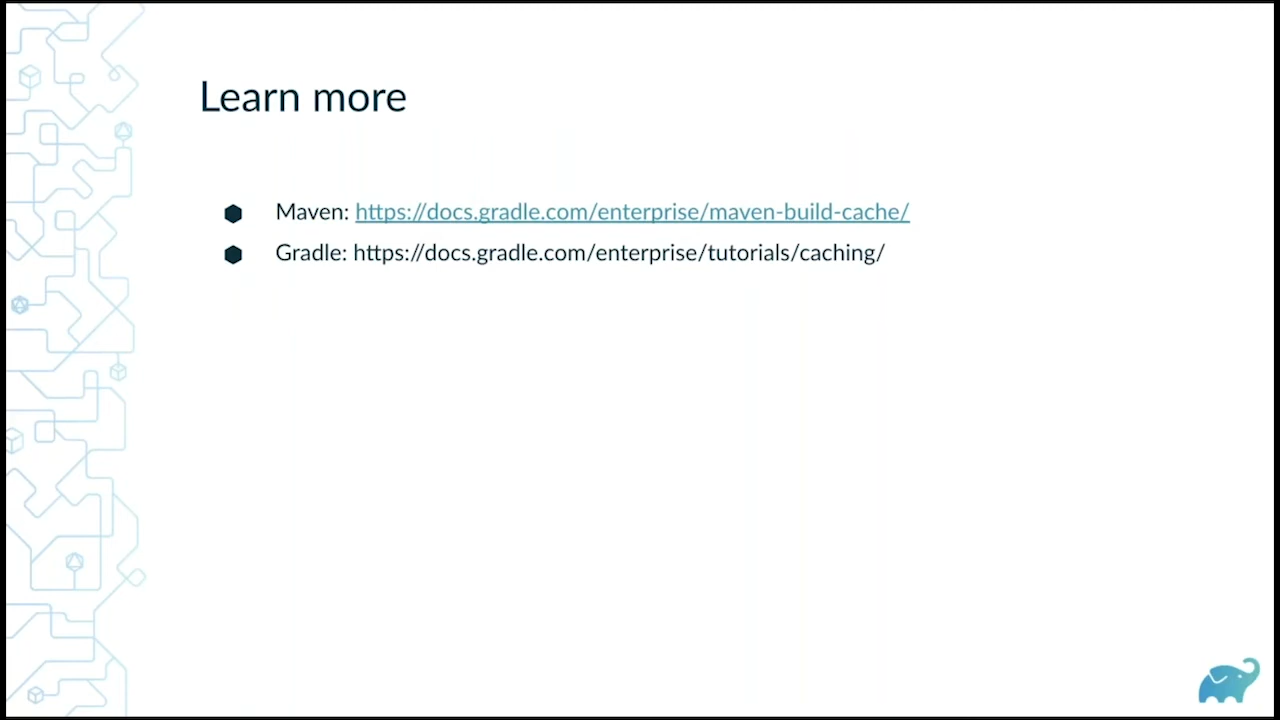 Learn more
Maven: https://docs.gradle.com/enterprise/maven-build-cache/
Gradle: https://docs.gradle.com/enterprise/tutorials/caching/